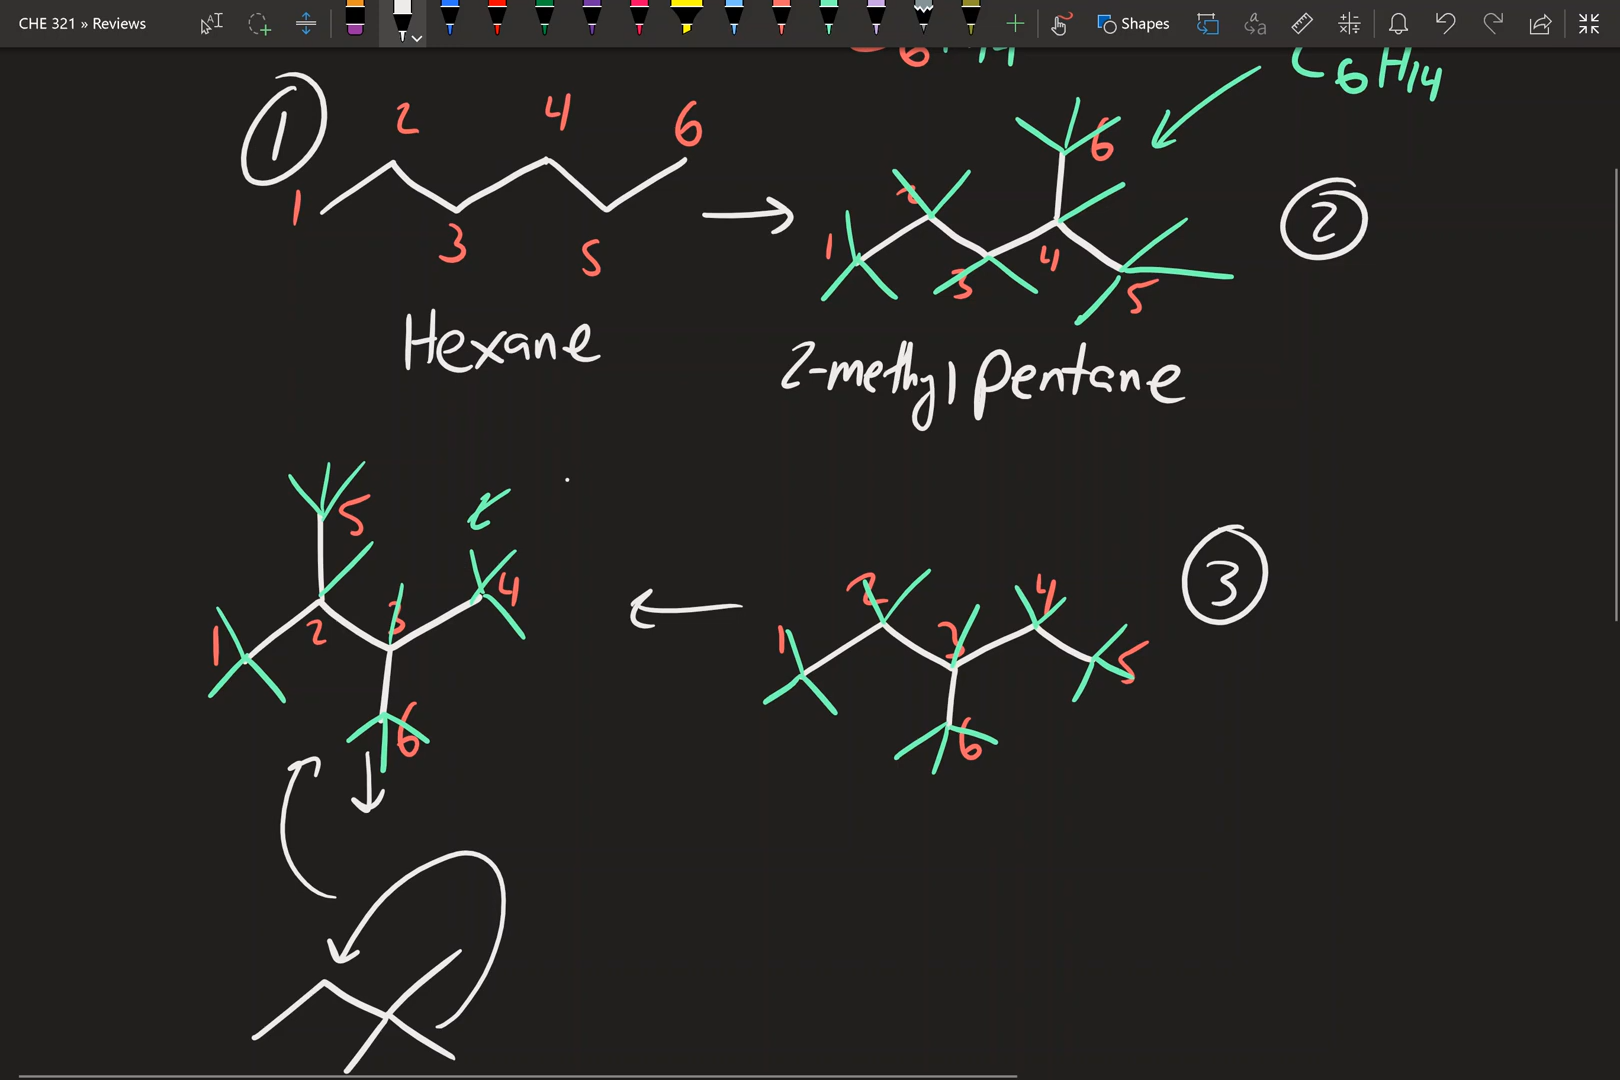 CHE 321 » Reviews
Shapes
C6H14
1
1 2 3 4 5 6
1 2 3 4 5 6
2
Hexane
2-methyl pentane
1 2 3 4 5 6
1 2 3 4 5 6
3